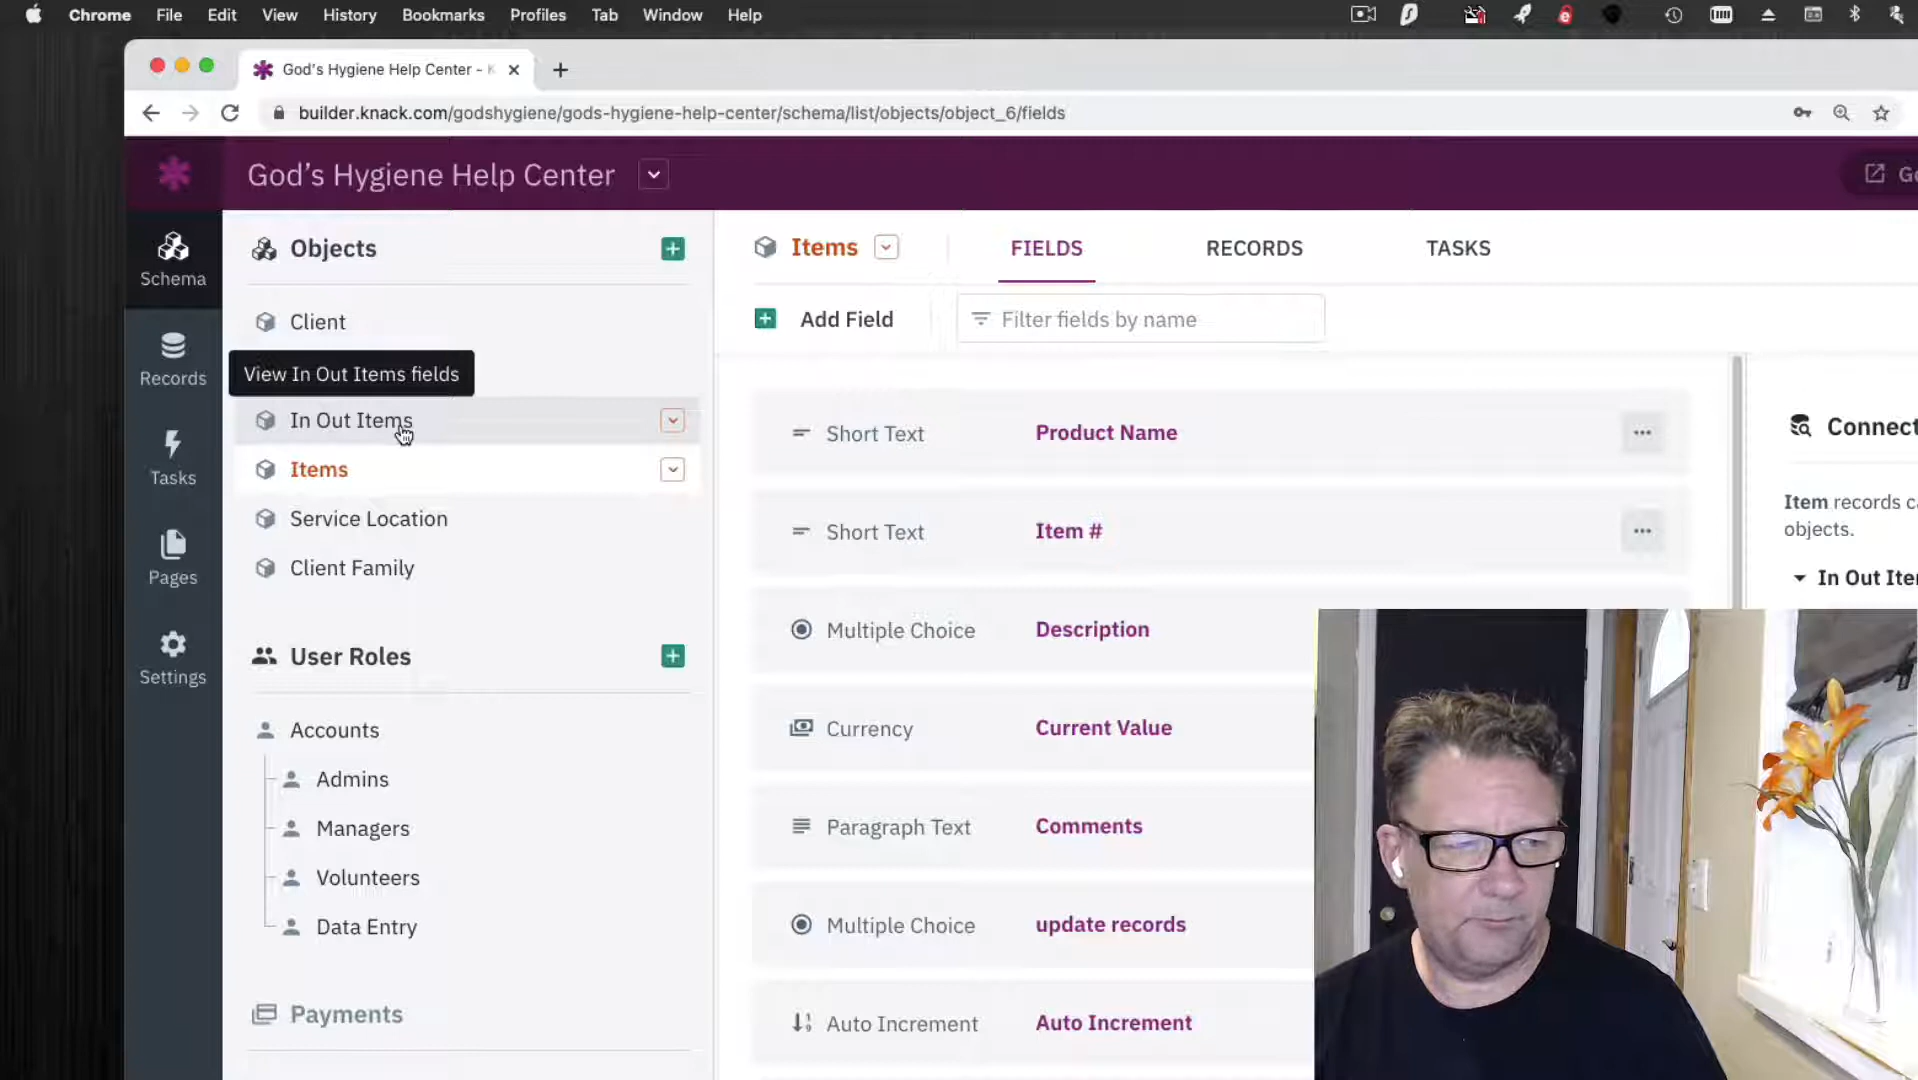 Chrome File Edit View History Bookmarks Profiles Tab Window Help
God's Hygiene Help Center -
builder.knack.com/godshygiene/gods-hygiene-help-center/schema/list/objects/object_6/fields
God's Hygiene Help Center
Schema
Records
Tasks
Pages
Settings
Objects
Client
View In Out Items fields
In Out Items
Items
Service Location
Client Family
User Roles
Accounts
Admins
Managers
Volunteers
Data Entry
Payments
Items FIELDS RECORDS TASKS
Add Field Filter fields by name
Short Text Product Name
Short Text Item #
Multiple Choice Description
Currency Current Value
Paragraph Text Comments
Multiple Choice update records
Auto Increment Auto Increment
Connect
Item records
objects.
In Out